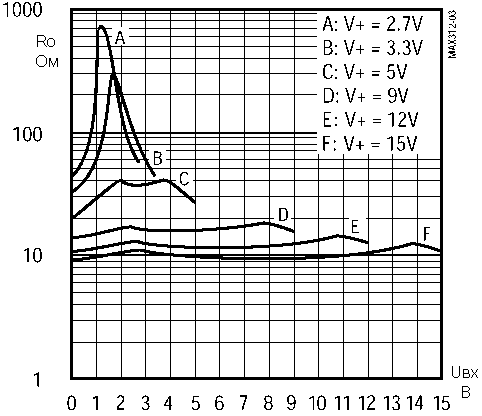 1000
Rо
Ом
A
A: V+ = 2.7V
B: V+ = 3.3V
C: V+ = 5V
D: V+ = 9V
E: V+ = 12V
F: V+ = 15V
MAX312-03
100
B
C
D
E
F
10
1
Uвх
В
0 1 2 3 4 5 6 7 8 9 10 11 12 13 14 15